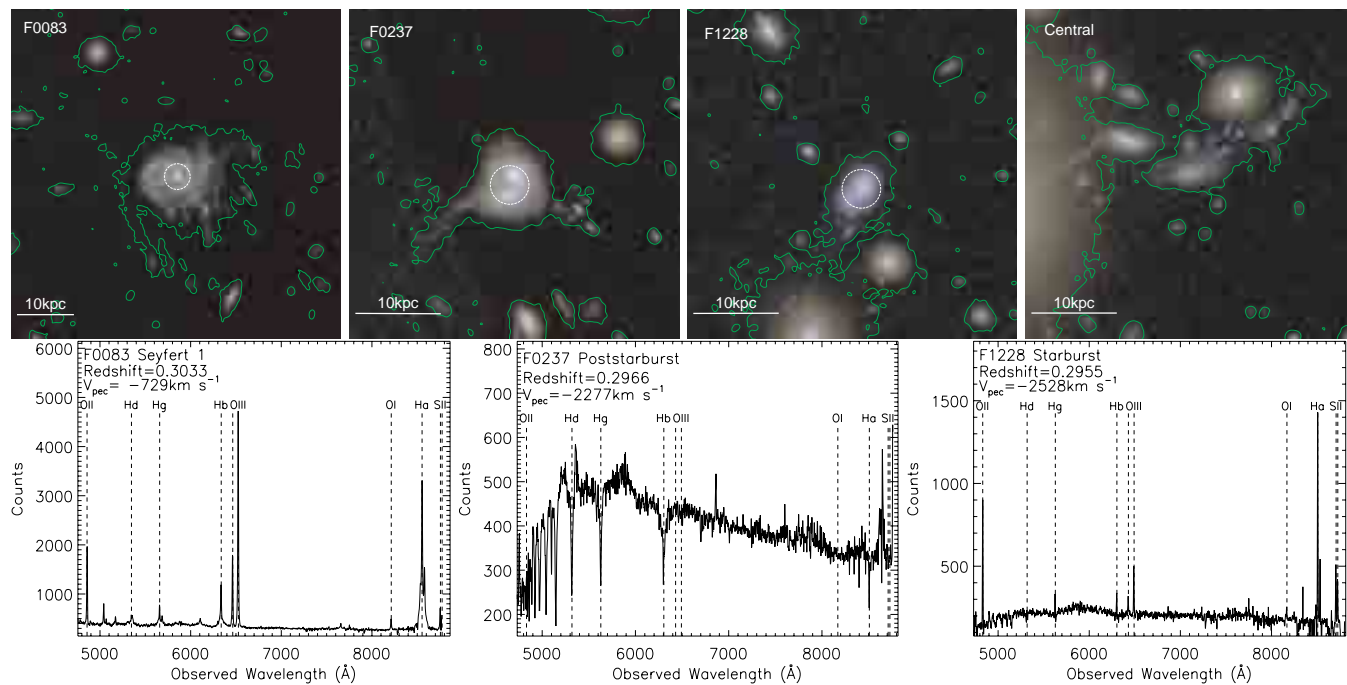 F0083
F0237
F1228
Central
10kpc
10kpc
10kpc
10kpc
F0083 Seyfert 1
Redshift=0.3033
V_pec= −729km s⁻¹
OII Hd Hg Hb OIII OI Ha SII
6000
5000
4000
3000
2000
1000
Counts
5000 6000 7000 8000
Observed Wavelength (Å)
F0237 Poststarburst
Redshift=0.2966
V_pec=−2277km s⁻¹
OII Hd Hg Hb OIII OI Ha SII
800
700
600
500
400
300
200
Counts
5000 6000 7000 8000
Observed Wavelength (Å)
F1228 Starburst
Redshift=0.2955
V_pec=−2528km s⁻¹
OII Hd Hg Hb OIII OI Ha SII
1500
1200
900
600
300
Counts
5000 6000 7000 8000
Observed Wavelength (Å)